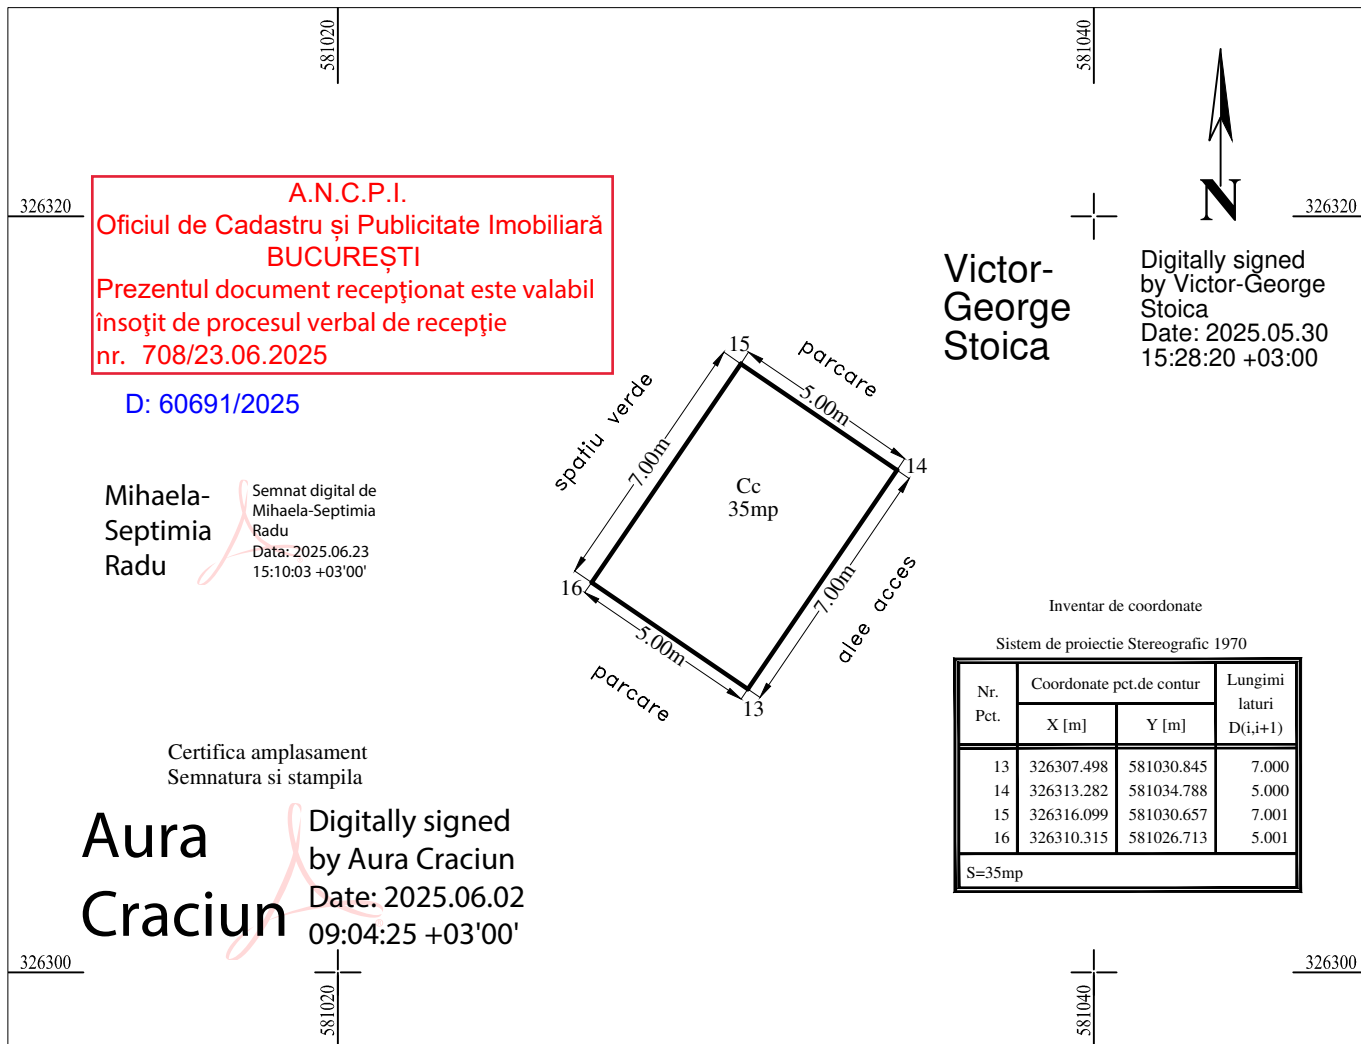 581020
581040
326320
326320
N
A.N.C.P.I.
Oficiul de Cadastru și Publicitate Imobiliară
BUCUREȘTI
Prezentul document recepţionat este valabil
însoţit de procesul verbal de recepţie
nr. 708/23.06.2025
D: 60691/2025
Victor-
George
Stoica
Digitally signed
by Victor-George
Stoica
Date: 2025.05.30
15:28:20 +03:00
Mihaela-
Septimia
Radu
Semnat digital de
Mihaela-Septimia
Radu
Data: 2025.06.23
15:10:03 +03'00'
15
parcare
5.00m
14
spatiu verde
7.00m
Cc
35mp
7.00m
alee acces
16
5.00m
parcare
13
Inventar de coordonate
Sistem de proiectie Stereografic 1970
Nr.
Pct.
Coordonate pct.de contur
X [m]
Y [m]
Lungimi
laturi
D(i,i+1)
13 326307.498 581030.845 7.000
14 326313.282 581034.788 5.000
15 326316.099 581030.657 7.001
16 326310.315 581026.713 5.001
S=35mp
Certifica amplasament
Semnatura si stampila
Aura
Craciun
Digitally signed
by Aura Craciun
Date: 2025.06.02
09:04:25 +03'00'
326300
326300
581020
581040